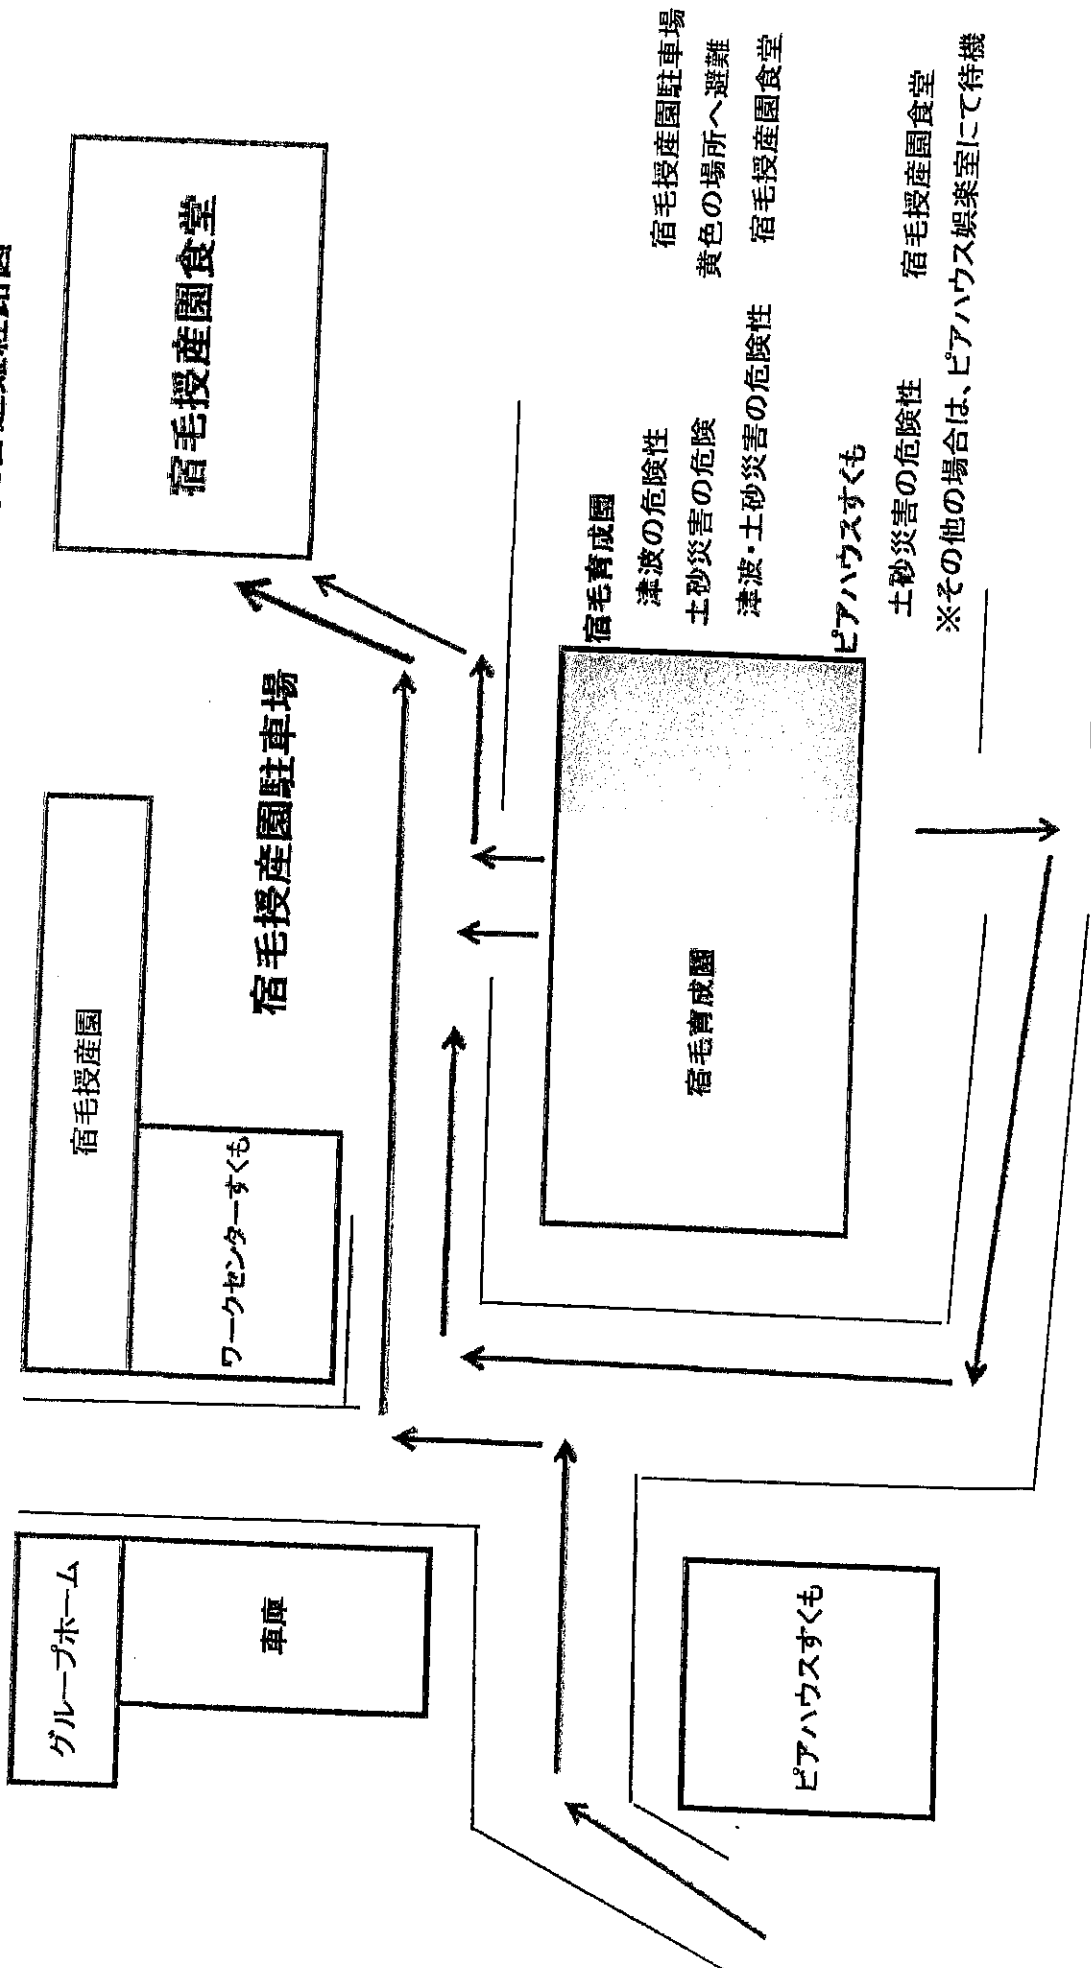 宿毛授産園食堂
宿毛授産園駐車場
宿毛授産園
ワークセンターすくも
グループホーム
車庫
宿毛育成園
ピアハウスすくも
宿毛育成園
津波の危険性 宿毛授産園駐車場
土砂災害の危険 黄色の場所へ避難
津波・土砂災害の危険性 宿毛授産園食堂
ピアハウスすくも
土砂災害の危険性 宿毛授産園食堂
※その他の場合は、ピアハウス娯楽室にて待機